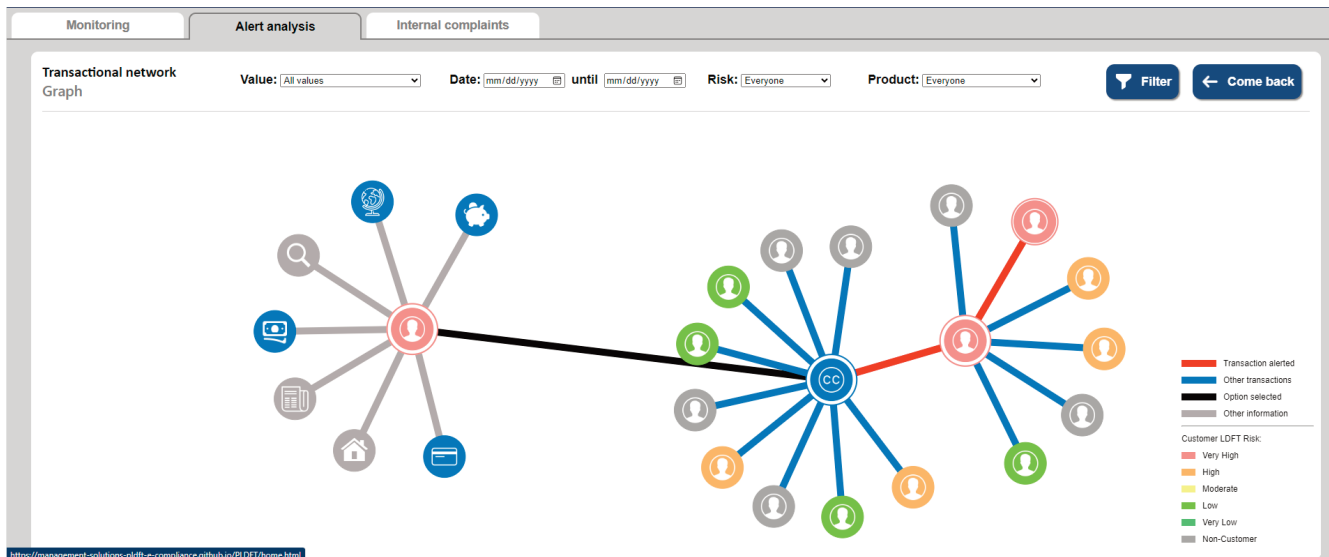 Monitoring
Alert analysis
Internal complaints
Transactional network
Graph
Value: All values
Date: mm/dd/yyyy until mm/dd/yyyy
Risk: Everyone
Product: Everyone
Filter
Come back
CC
Transaction alerted
Other transactions
Option selected
Other information
Customer LDFT Risk:
Very High
High
Moderate
Low
Very Low
Non-Customer
https://management-solutions-pldft-e-compliance.github.io/PLDFT/home.html